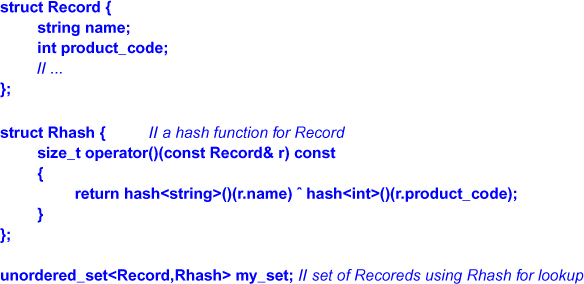 struct Record {
string name;
int product_code;
// ...
};
struct Rhash { // a hash function for Record
size_t operator()(const Record& r) const
{
return hash<string>()(r.name) ˆ hash<int>()(r.product_code);
}
};
unordered_set<Record,Rhash> my_set; // set of Recoreds using Rhash for lookup